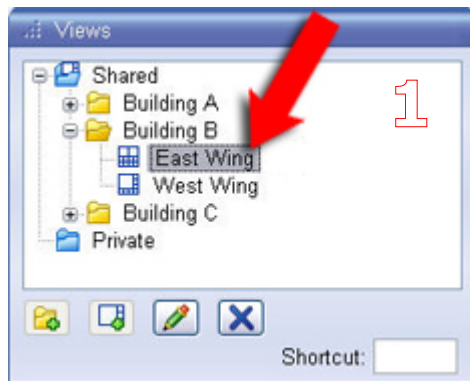 Views
Shared
Building A
Building B
East Wing
West Wing
Building C
Private
1
Shortcut: